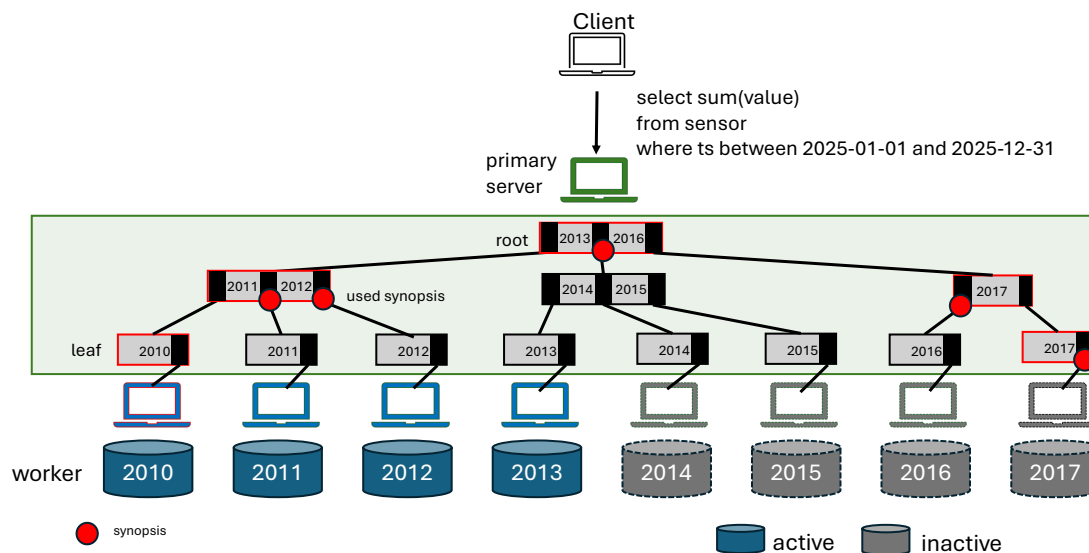 Client
select sum(value)
from sensor
where ts between 2025-01-01 and 2025-12-31
primary
server
root
2013 2016
2011 2012
used synopsis
2014 2015
2017
leaf
2010 2011 2012 2013 2014 2015 2016 2017
worker
2010 2011 2012 2013 2014 2015 2016 2017
synopsis
active
inactive